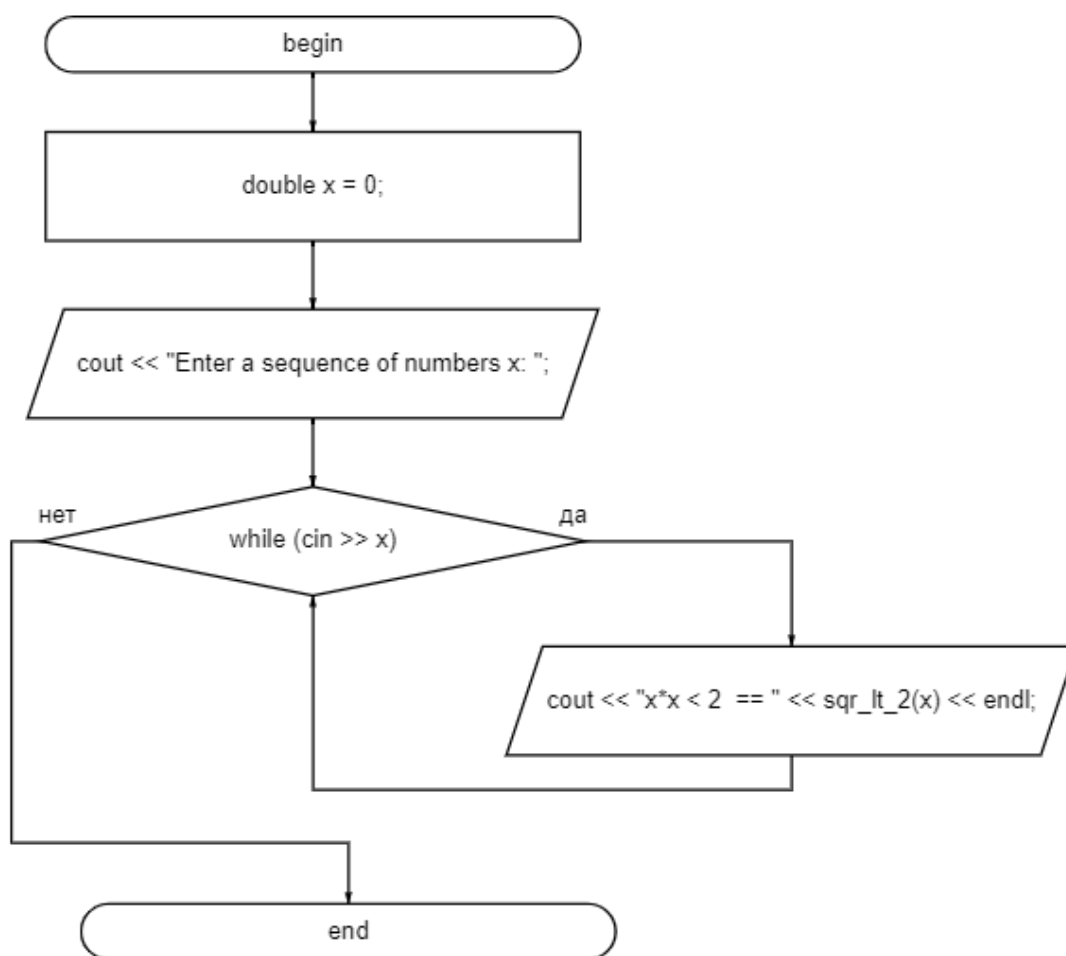 begin
double x = 0;
cout << "Enter a sequence of numbers x: ";
нет
да
while (cin >> x)
cout << "x*x < 2  == " << sqr_lt_2(x) << endl;
end